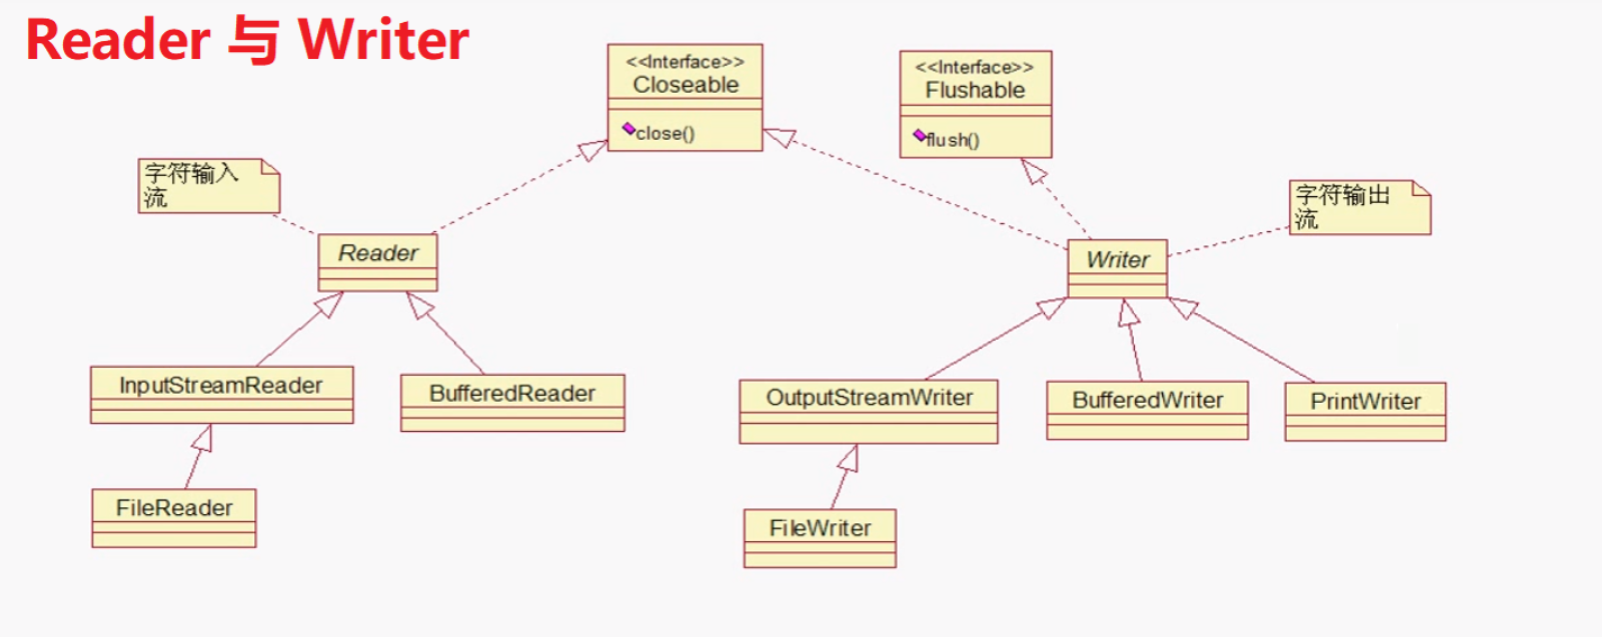 Reader 与 Writer
<<Interface>>
Closeable
close()
<<Interface>>
Flushable
flush()
字符输入
流
字符输出
流
Reader
Writer
InputStreamReader
BufferedReader
OutputStreamWriter
BufferedWriter
PrintWriter
FileReader
FileWriter